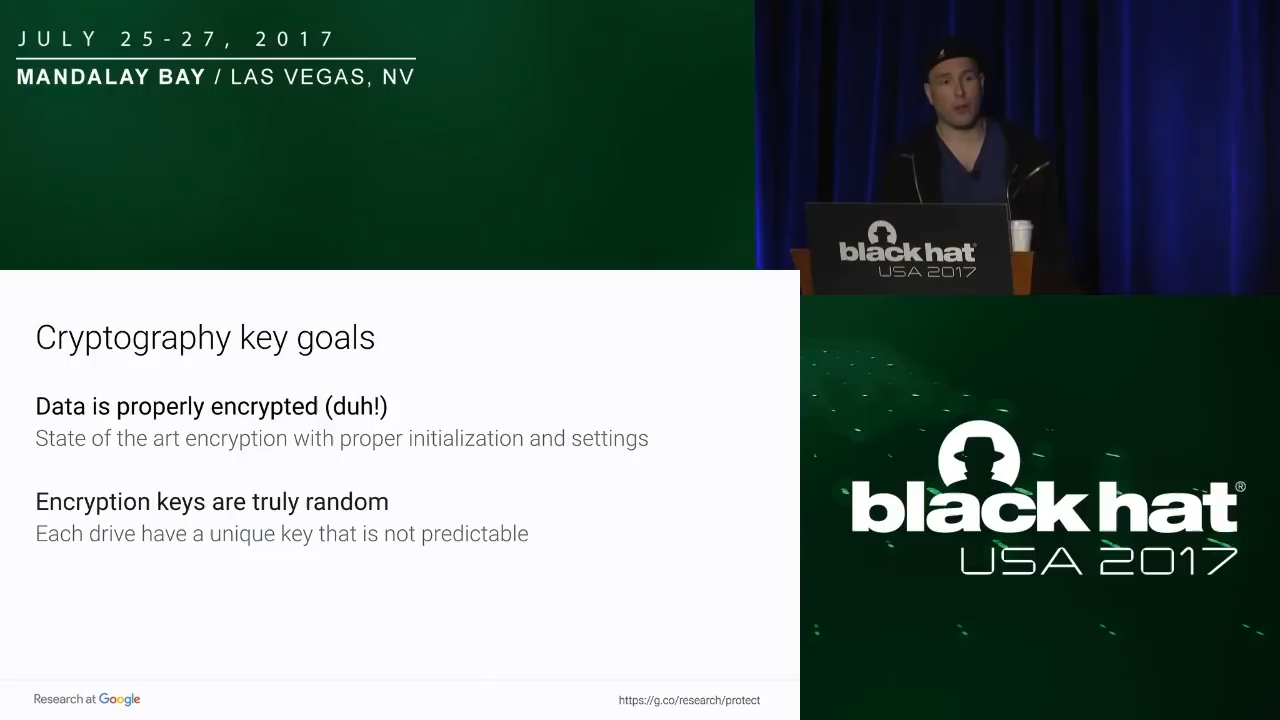 JULY 25-27, 2017
MANDALAY BAY / LAS VEGAS, NV
black hat
USA 2017
Cryptography key goals
Data is properly encrypted (duh!)
State of the art encryption with proper initialization and settings
Encryption keys are truly random
Each drive have a unique key that is not predictable
black hat®
USA 2017
Research at Google
https://g.co/research/protect